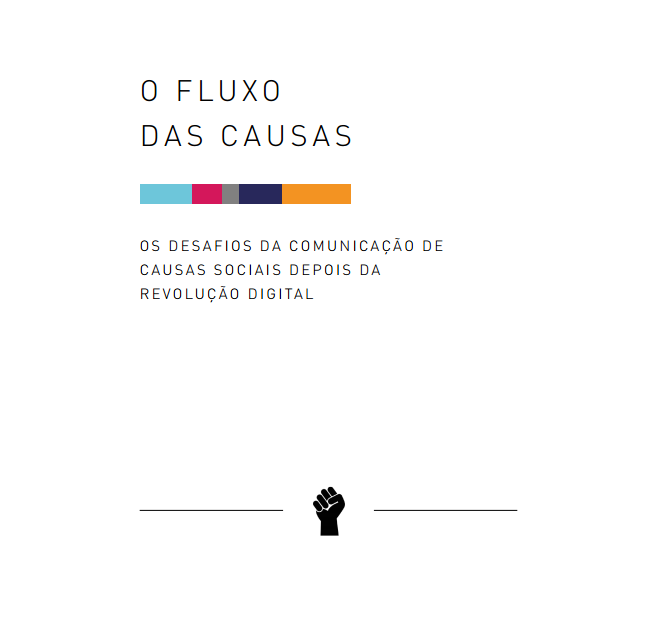 O FLUXO
DAS CAUSAS
OS DESAFIOS DA COMUNICAÇÃO DE
CAUSAS SOCIAIS DEPOIS DA
REVOLUÇÃO DIGITAL